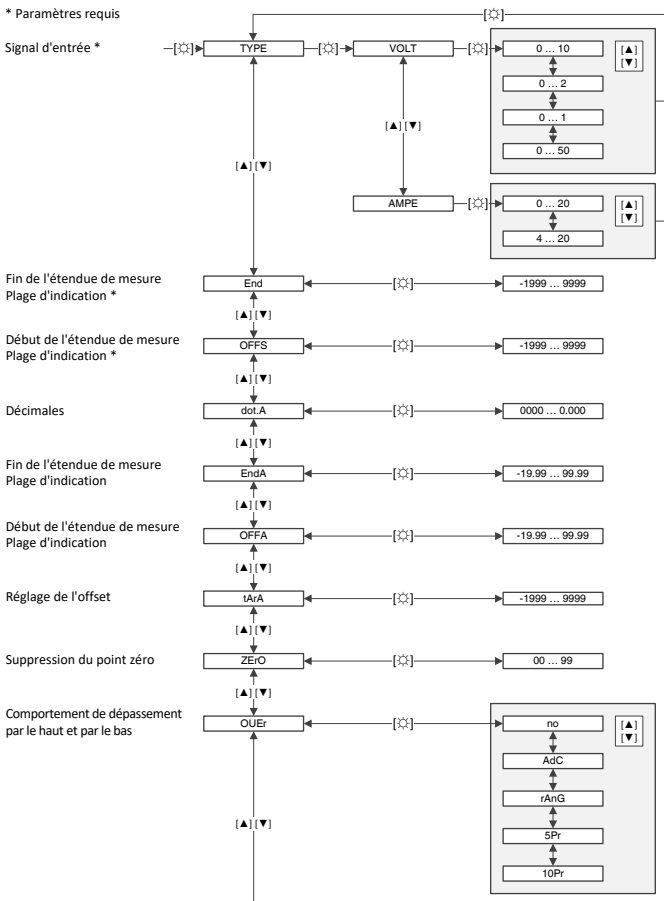 * Paramètres requis
[☼]
Signal d'entrée *
[☼] TYPE [☼] VOLT [☼] 0 ... 10 [▲]
[▼]
0 ... 2
0 ... 1
[▲] [▼]
0 ... 50
[▲] [▼]
AMPE [☼] 0 ... 20 [▲]
[▼]
4 ... 20
Fin de l'étendue de mesure
Plage d'indication *
End [☼] -1999 ... 9999
[▲] [▼]
Début de l'étendue de mesure
Plage d'indication *
OFFS [☼] -1999 ... 9999
[▲] [▼]
Décimales
dot.A [☼] 0000 ... 0.000
[▲] [▼]
Fin de l'étendue de mesure
Plage d'indication
EndA [☼] -19.99 ... 99.99
[▲] [▼]
Début de l'étendue de mesure
Plage d'indication
OFFA [☼] -19.99 ... 99.99
[▲] [▼]
Réglage de l'offset
tArA [☼] -1999 ... 9999
[▲] [▼]
Suppression du point zéro
ZErO [☼] 00 ... 99
[▲] [▼]
Comportement de dépassement
par le haut et par le bas
OUEr [☼] no [▲]
[▼]
AdC
rAnG
[▲] [▼]
5Pr
10Pr